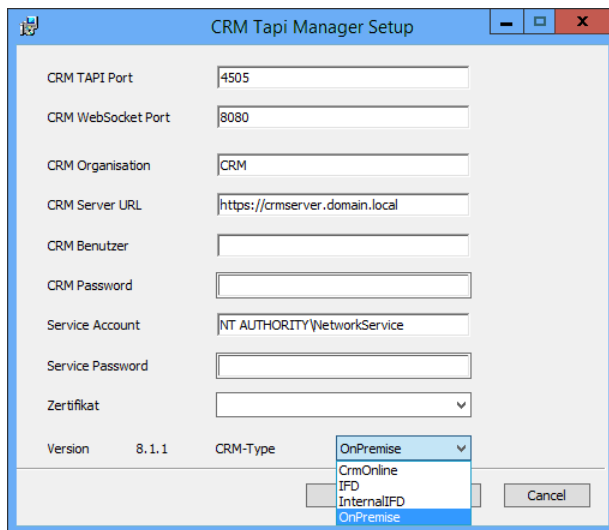 CRM Tapi Manager Setup
CRM TAPI Port 4505
CRM WebSocket Port 8080
CRM Organisation CRM
CRM Server URL https://crmserver.domain.local
CRM Benutzer
CRM Password
Service Account NT AUTHORITY\NetworkService
Service Password
Zertifikat
Version 8.1.1 CRM-Type OnPremise
CrmOnline
IFD
InternalIFD
OnPremise
Cancel